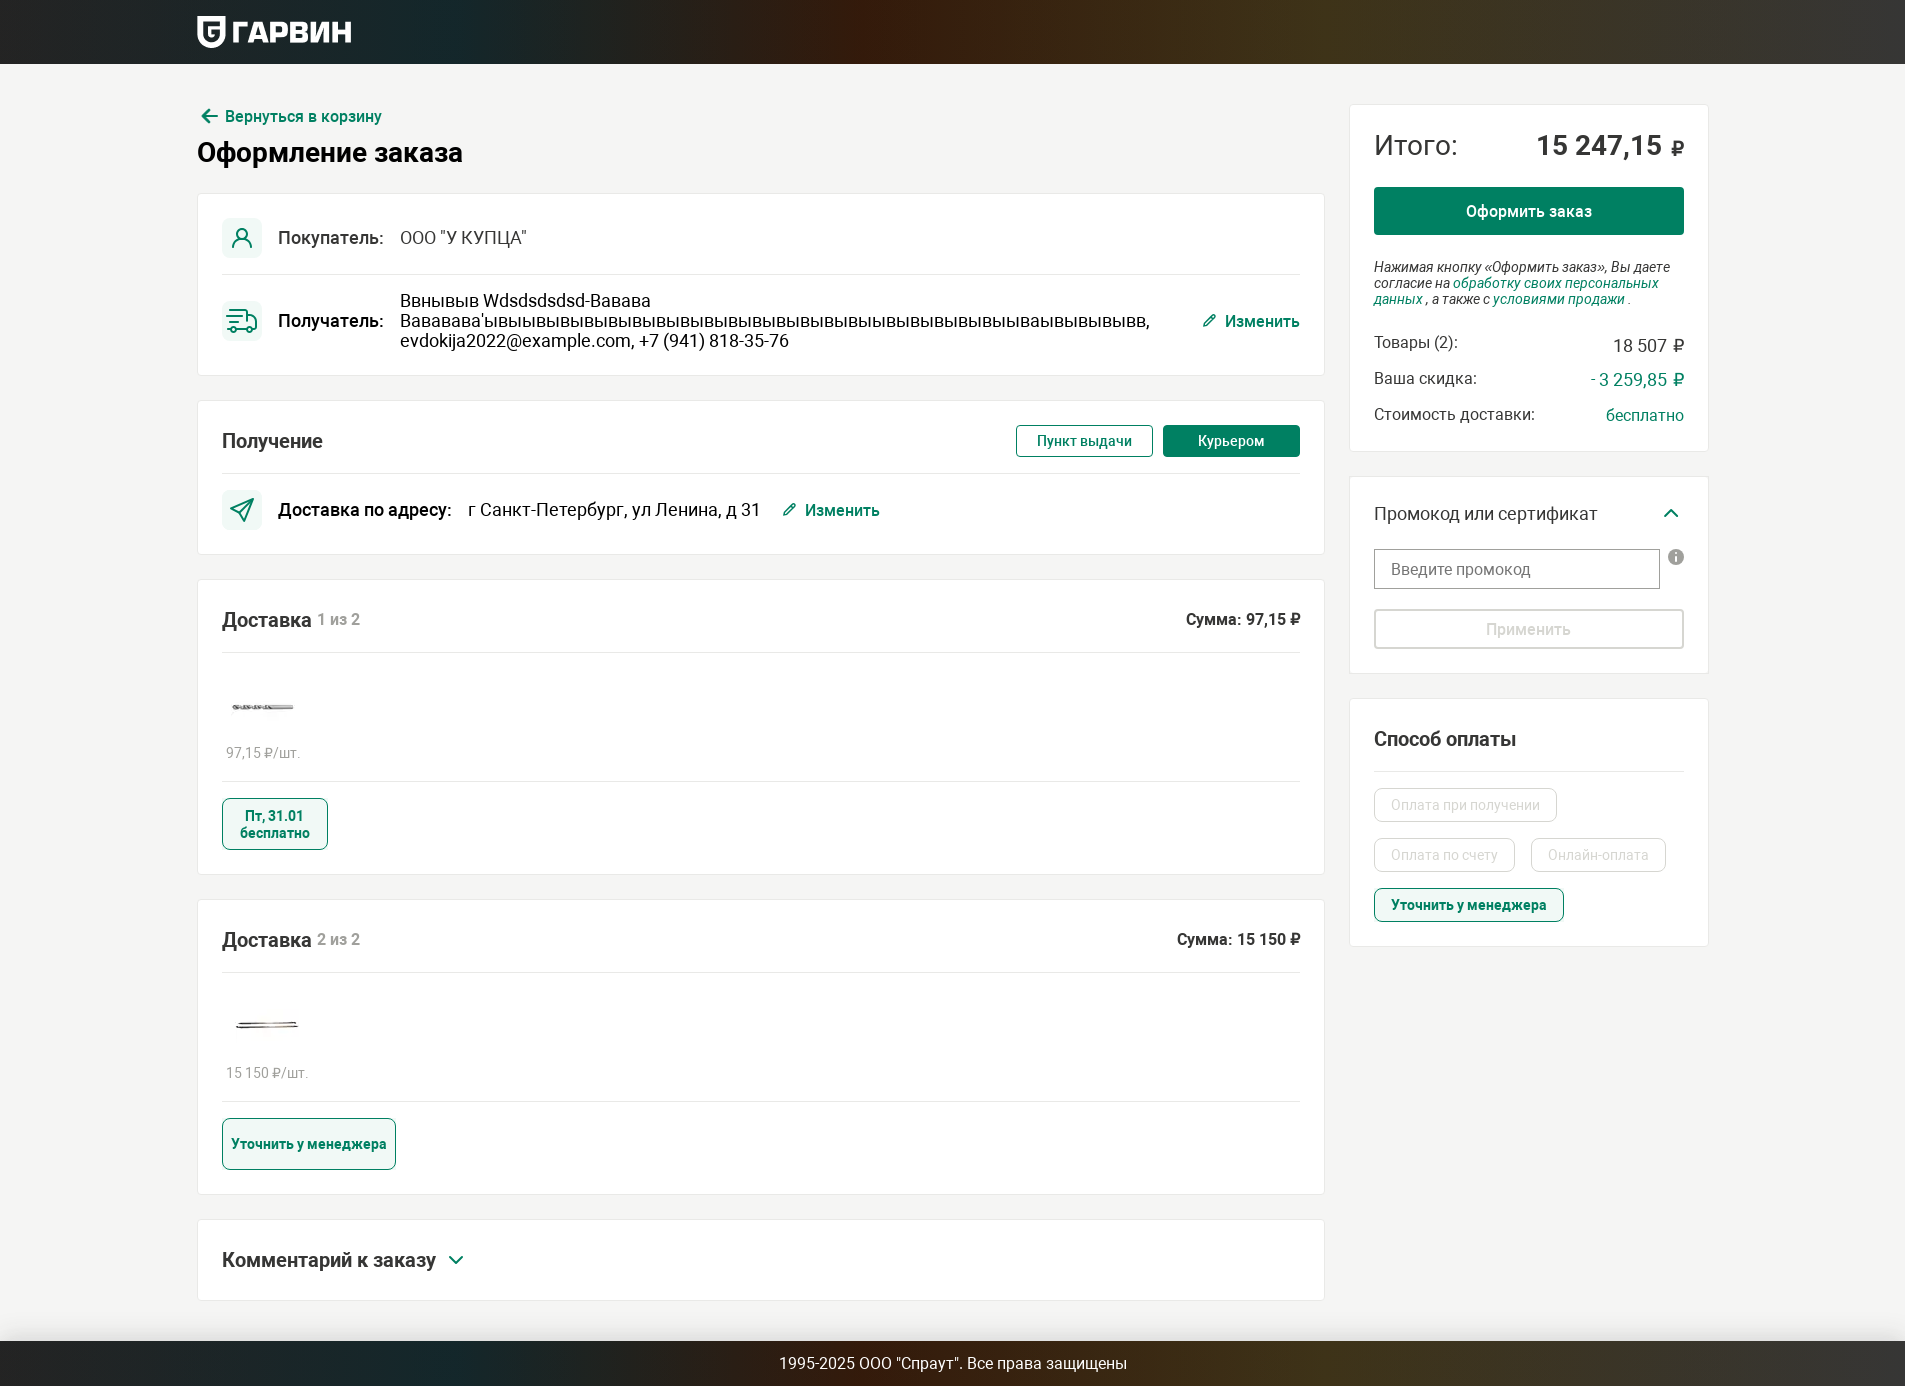 ГАРВИН
Вернуться в корзину
Оформление заказа
Покупатель: ООО "У КУПЦА"
Получатель:
Ввнывыв Wdsdsdsdsd-Вавава
Вавававa'ывыывывывывывывывывывывывывывывывыывывывывывывыываывывывывв,
evdokija2022@example.com, +7 (941) 818-35-76
Изменить
Получение
Пункт выдачи
Курьером
Доставка по адресу: г Санкт-Петербург, ул Ленина, д 31
Изменить
Доставка 1 из 2
Сумма: 97,15 ₽
97,15 ₽/шт.
Пт, 31.01
бесплатно
Доставка 2 из 2
Сумма: 15 150 ₽
15 150 ₽/шт.
Уточнить у менеджера
Комментарий к заказу
Итого: 15 247,15 ₽
Оформить заказ
Нажимая кнопку «Оформить заказ», Вы даете
согласие на обработку своих персональных
данных , а также с условиями продажи .
Товары (2): 18 507 ₽
Ваша скидка: - 3 259,85 ₽
Стоимость доставки: бесплатно
Промокод или сертификат
Введите промокод
Применить
Способ оплаты
Оплата при получении
Оплата по счету
Онлайн-оплата
Уточнить у менеджера
1995-2025 ООО "Спраут". Все права защищены